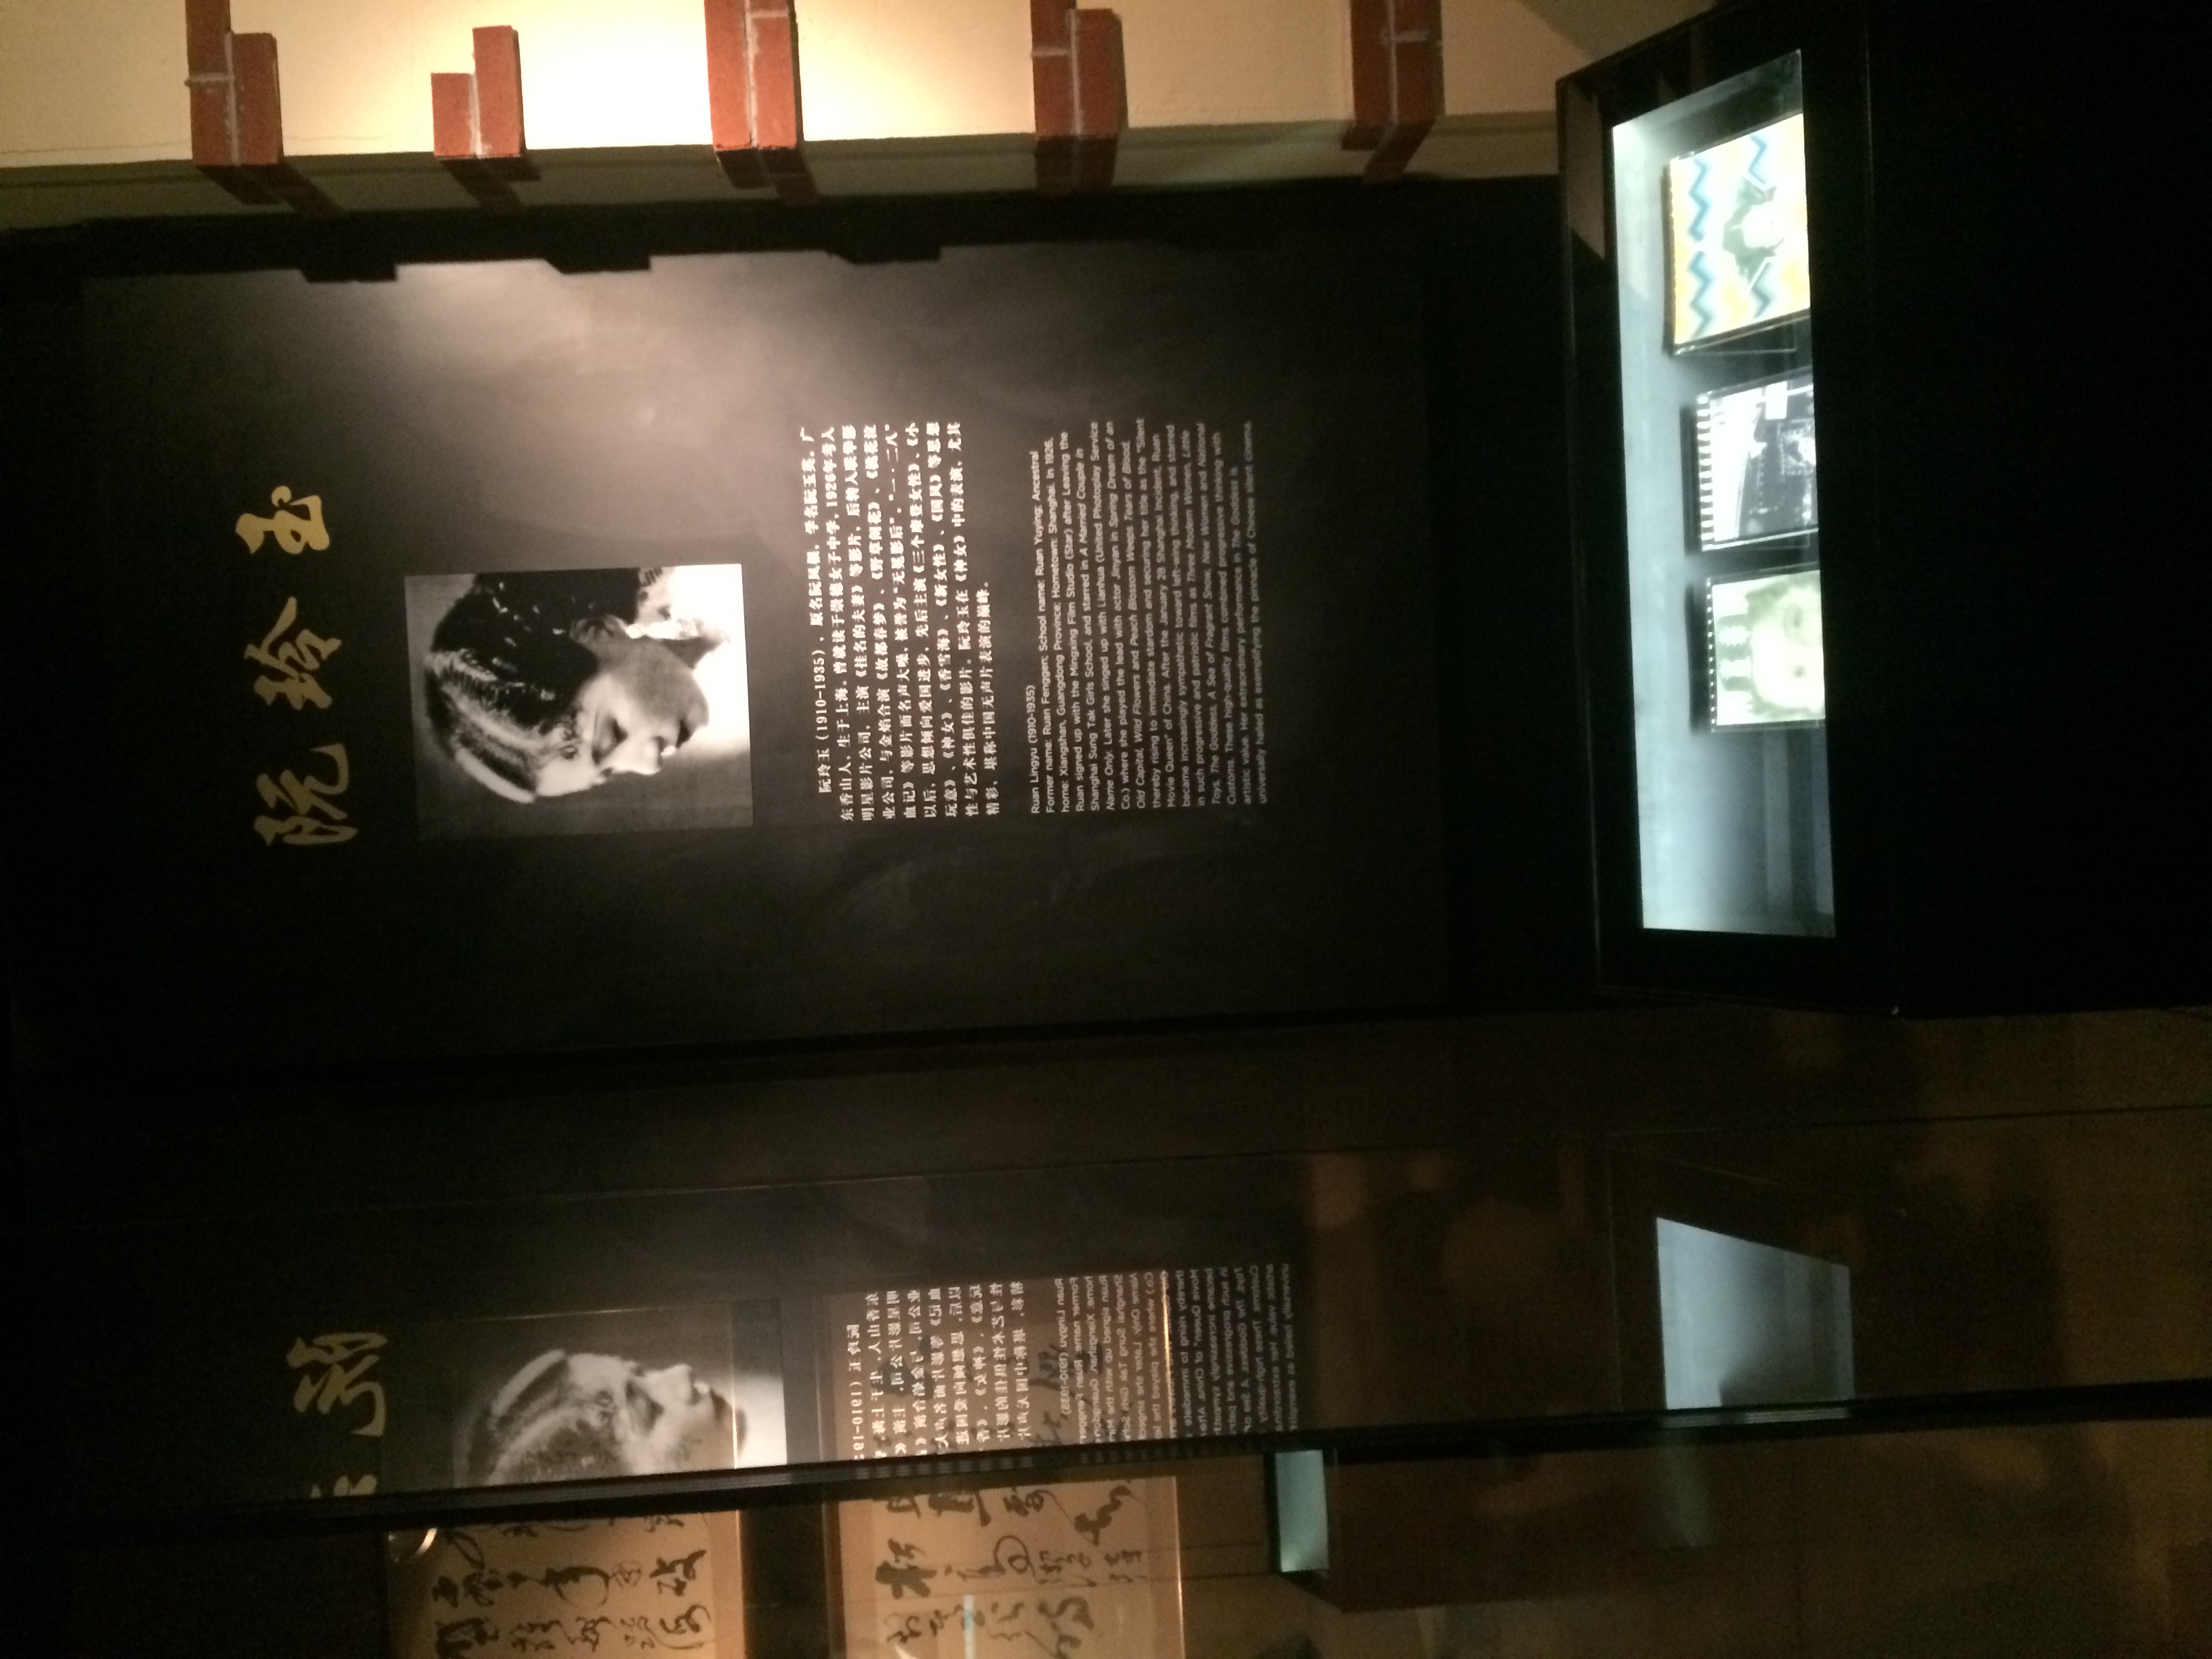 阮玲玉
阮玲玉(1910-1935)，原名阮凤根，学名阮玉英。广
东香山人，生于上海。曾就读于崇德女子中学，1926年考入
明星影片公司，主演《挂名的夫妻》等影片，后转入联华影
业公司，与金焰合演《故都春梦》、《野草闲花》、《桃花泣
血记》等影片而名声大噪，被誉为“无冕影后”。“一·二八”
以后，思想倾向爱国进步，先后主演《三个摩登女性》、《小
玩意》、《神女》、《香雪海》、《新女性》、《国风》等思想
性与艺术性俱佳的影片。阮玲玉在《神女》中的表演，尤其
精彩，堪称中国无声片表演的巅峰。
Ruan Lingyu (1910-1935)
Former name: Ruan Fenggen; School name: Ruan Yuying; Ancestral
home: Xiangshan, Guangdong Province; Hometown: Shanghai. In 1926,
Ruan signed up with the Mingxing Film Studio (Star) after Leaving the
Shanghai Sung Tak Girls School, and starred in A Married Couple in
Name Only. Later she singed up with Lianhua (United Photoplay Service
Co.) where she played the lead with actor Jinyan in Spring Dream of an
Old Capital, Wild Flowers and Peach Blossom Weeps Tears of Blood,
thereby rising to immediate stardom and securing her title as the "Silent
Movie Queen" of China. After the January 28 Shanghai Incident, Ruan
became increasingly sympathetic toward left-wing thinking, and starred
in such progressive and patriotic films as Three Modern Women, Little
Toys, The Goddess, A Sea of Fragrant Snow, New Women and National
Customs. These high-quality films combined progressive thinking with
artistic value. Her extraordinary performance in The Goddess is
universally hailed as exemplifying the pinnacle of Chinese silent cinema.